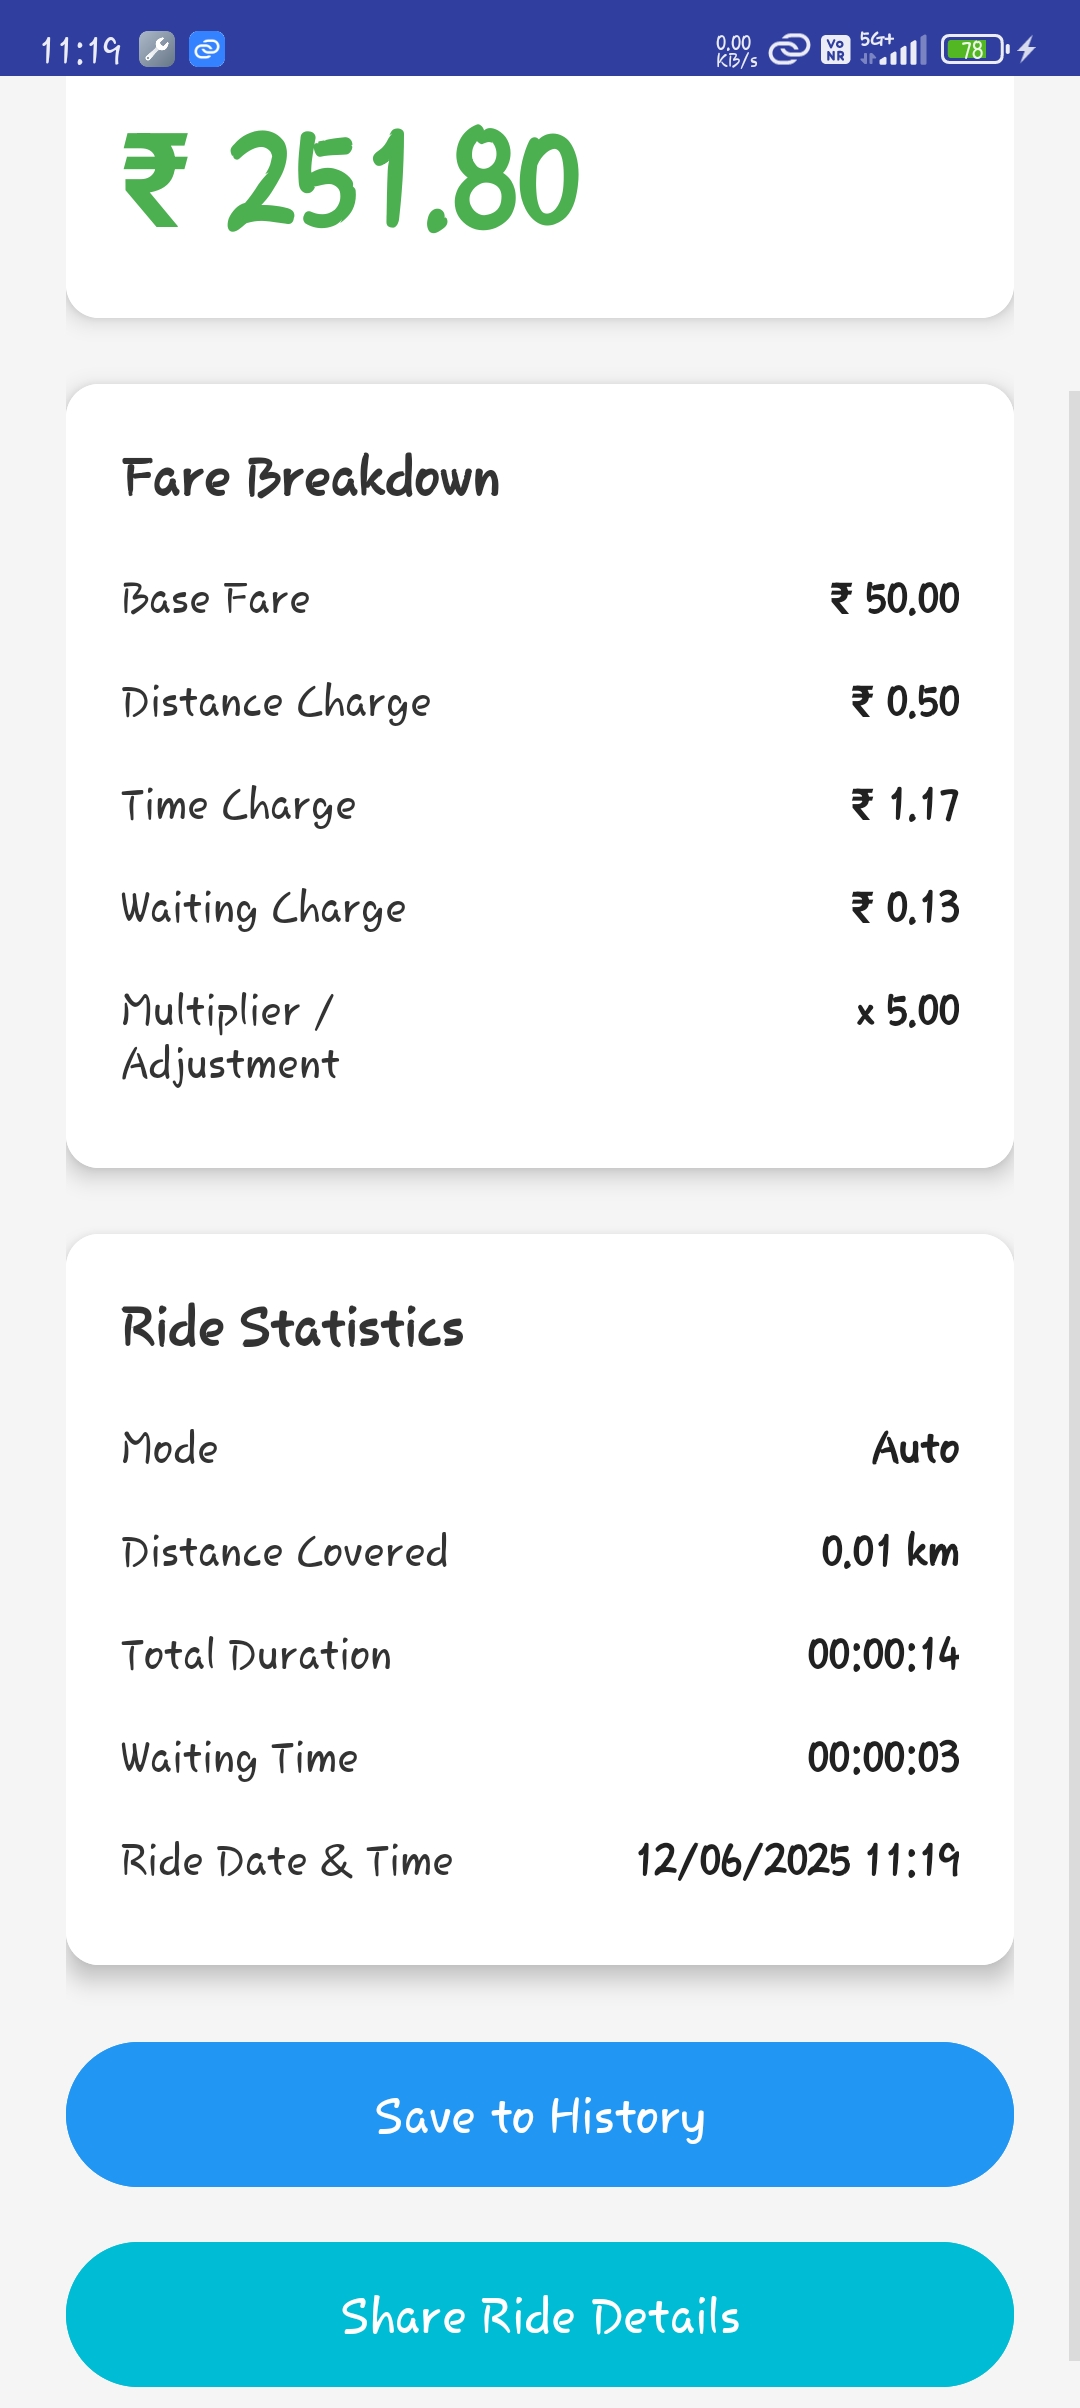 11:19 0.00 KB/s Vo NR 5G+ 78
₹ 251.80
Fare Breakdown
Base Fare ₹ 50.00
Distance Charge ₹ 0.50
Time Charge ₹ 1.17
Waiting Charge ₹ 0.13
Multiplier / x 5.00
Adjustment
Ride Statistics
Mode Auto
Distance Covered 0.01 km
Total Duration 00:00:14
Waiting Time 00:00:03
Ride Date & Time 12/06/2025 11:19
Save to History
Share Ride Details